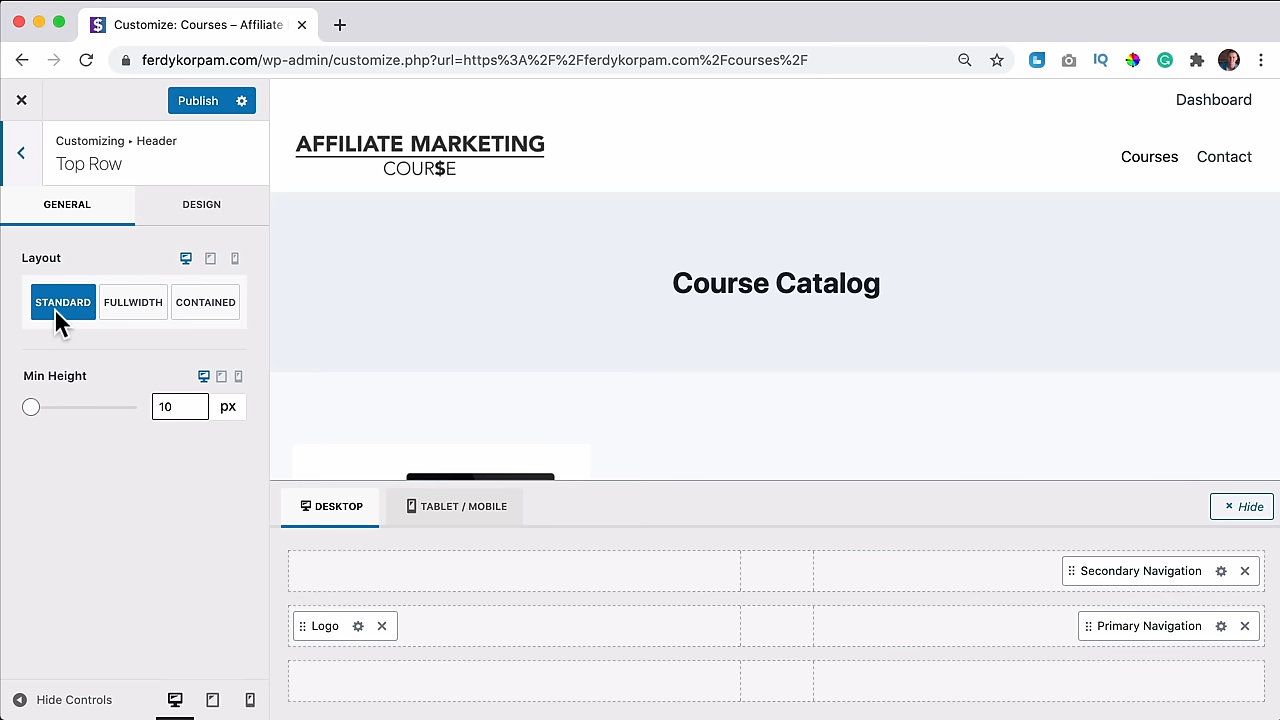 Customize: Courses – Affiliate
ferdykorpam.com/wp-admin/customize.php?url=https%3A%2F%2Fferdykorpam.com%2Fcourses%2F
Publish
Customizing ▸ Header
Top Row
GENERAL
DESIGN
Layout
STANDARD
FULLWIDTH
CONTAINED
Min Height
10
px
Hide Controls
Dashboard
AFFILIATE MARKETING
COUR$E
Courses
Contact
Course Catalog
DESKTOP
TABLET / MOBILE
× Hide
Secondary Navigation
Logo
Primary Navigation